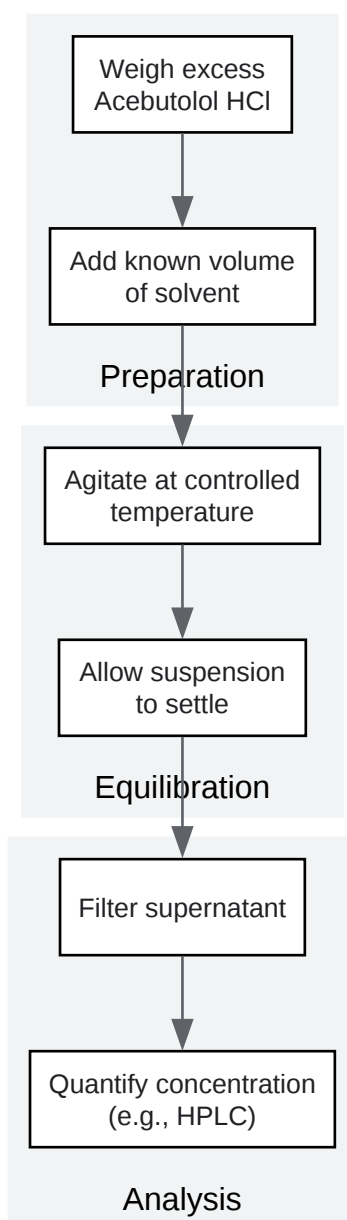 Weigh excess
Acebutolol HCl
Add known volume
of solvent
Preparation
Agitate at controlled
temperature
Allow suspension
to settle
Equilibration
Filter supernatant
Quantify concentration
(e.g., HPLC)
Analysis